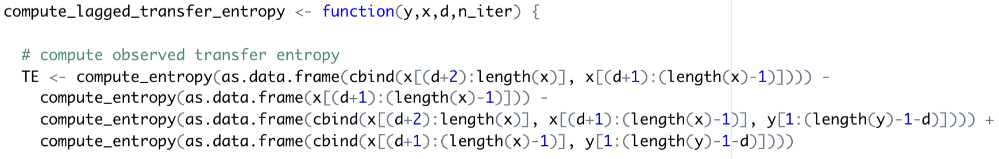 compute_lagged_transfer_entropy <- function(y,x,d,n_iter) {
# compute observed transfer entropy
TE <- compute_entropy(as.data.frame(cbind(x[(d+2):length(x)], x[(d+1):(length(x)-1)]))) -
compute_entropy(as.data.frame(x[(d+1):(length(x)-1)])) -
compute_entropy(as.data.frame(cbind(x[(d+2):length(x)], x[(d+1):(length(x)-1)], y[1:(length(y)-1-d)]))) +
compute_entropy(as.data.frame(cbind(x[(d+1):(length(x)-1)], y[1:(length(y)-1-d)])))